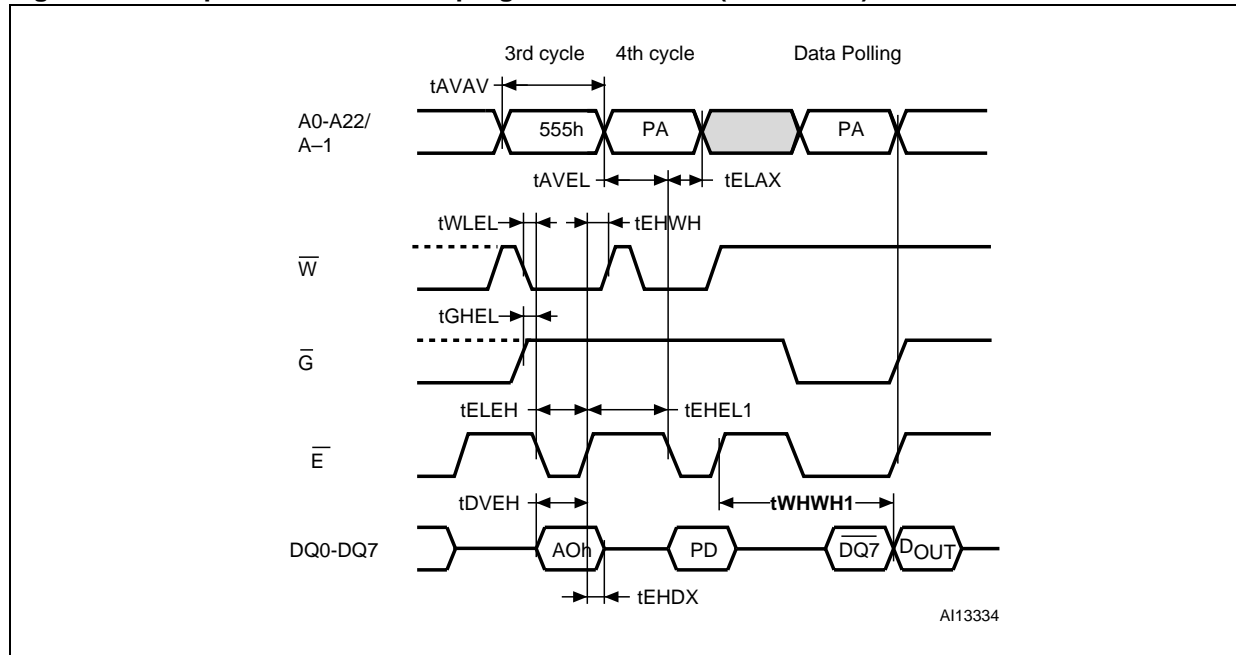 3rd cycle 4th cycle Data Polling
tAVAV
A0-A22/
A–1
555h PA PA
tAVEL tELAX
tWLEL tEHWH
W
tGHEL
G
tELEH tEHEL1
E
tDVEH tWHWH1
DQ0-DQ7 AOh PD DQ7 DOUT
tEHDX
AI13334